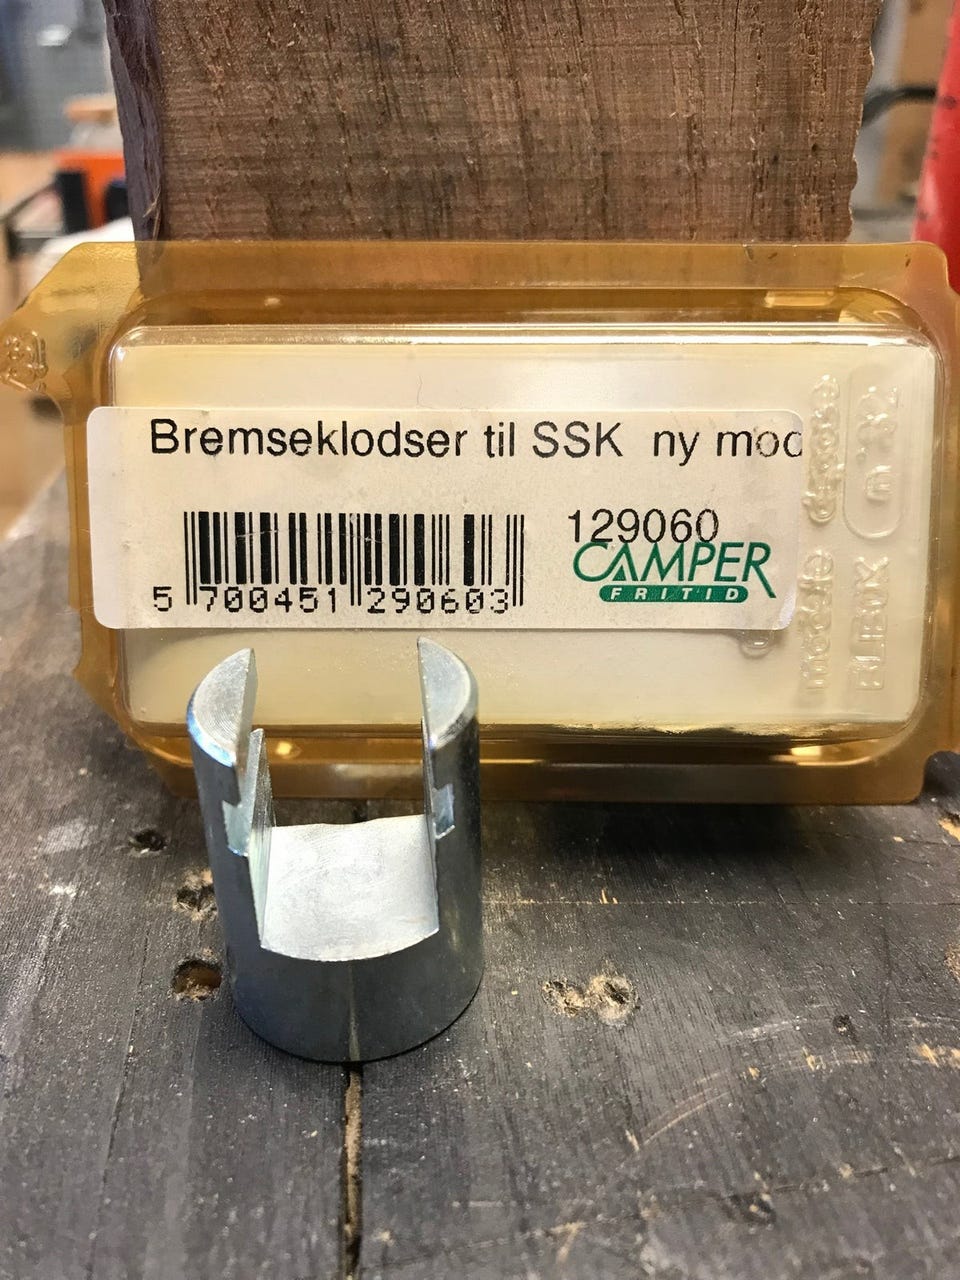 Bremseklodser til SSK ny mod
129060
CAMPER
FRITID
5 700451 290603